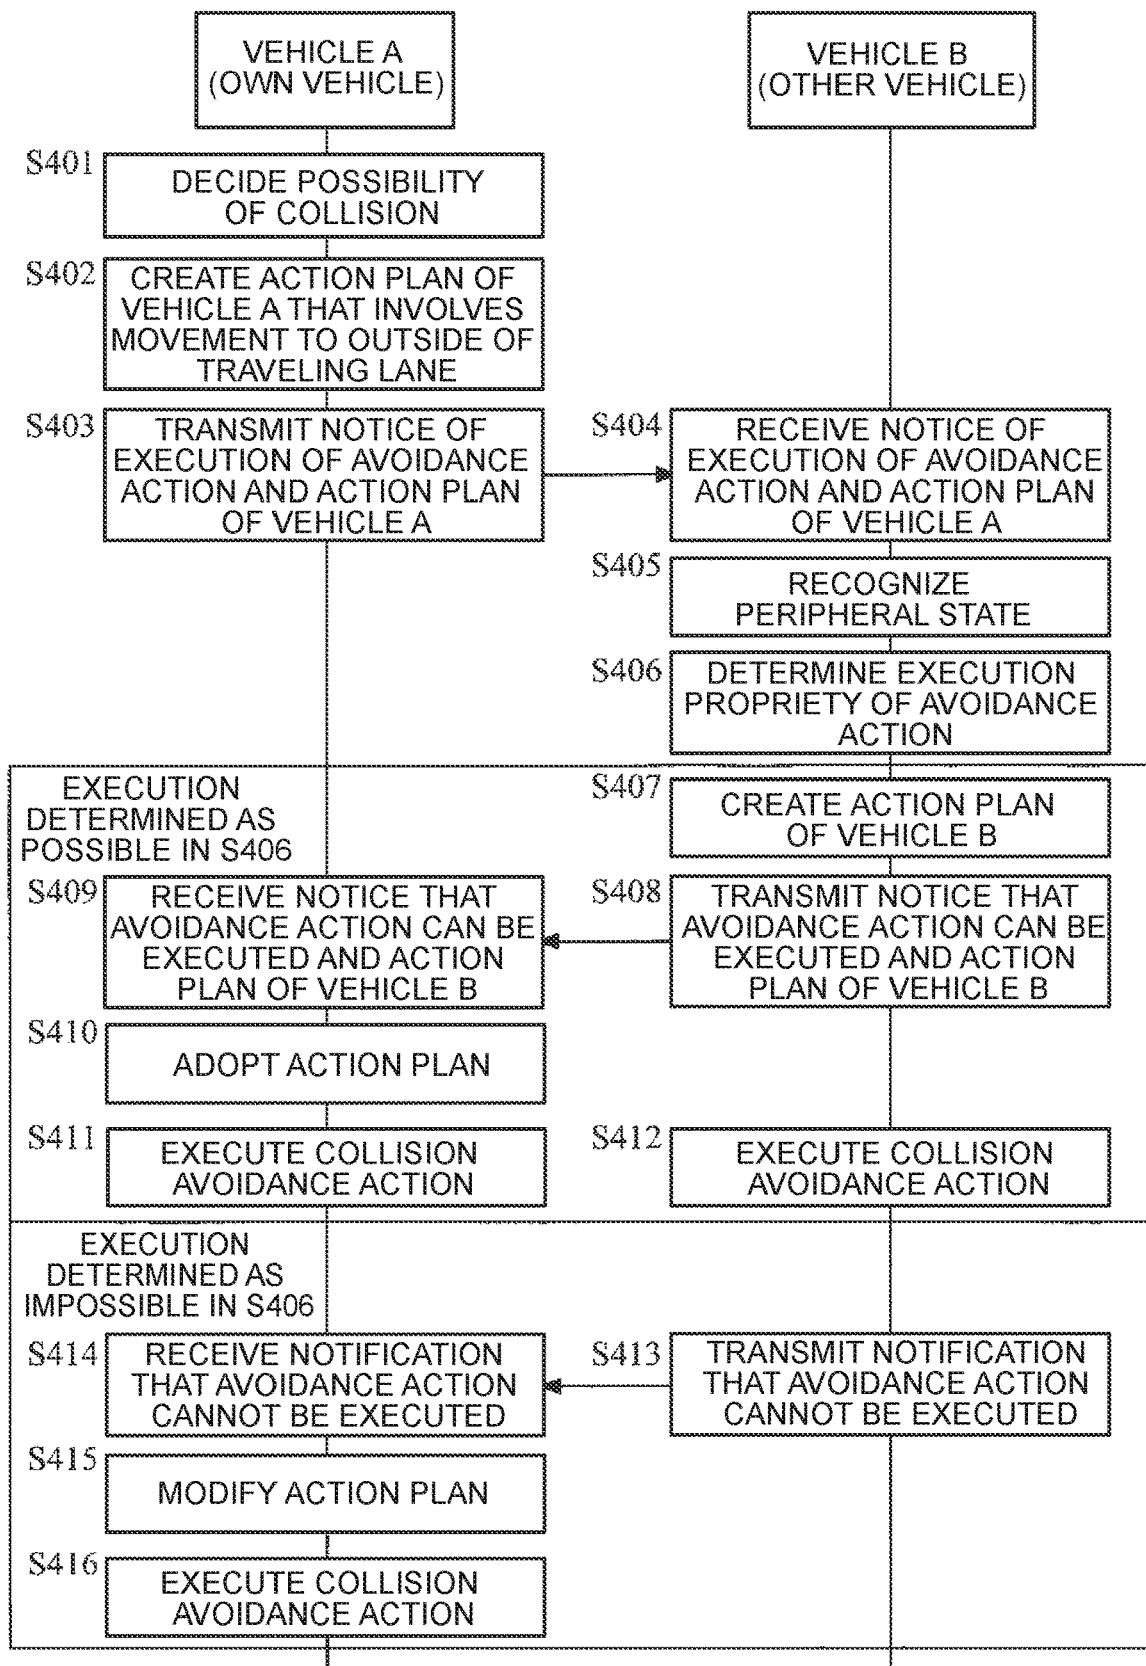 VEHICLE A
(OWN VEHICLE)
VEHICLE B
(OTHER VEHICLE)
S401
DECIDE POSSIBILITY
OF COLLISION
S402
CREATE ACTION PLAN OF
VEHICLE A THAT INVOLVES
MOVEMENT TO OUTSIDE OF
TRAVELING LANE
S403
TRANSMIT NOTICE OF
EXECUTION OF AVOIDANCE
ACTION AND ACTION PLAN
OF VEHICLE A
S404
RECEIVE NOTICE OF
EXECUTION OF AVOIDANCE
ACTION AND ACTION PLAN
OF VEHICLE A
S405
RECOGNIZE
PERIPHERAL STATE
S406
DETERMINE EXECUTION
PROPRIETY OF AVOIDANCE
ACTION
EXECUTION
DETERMINED AS
POSSIBLE IN S406
S407
CREATE ACTION PLAN
OF VEHICLE B
S409
RECEIVE NOTICE THAT
AVOIDANCE ACTION CAN BE
EXECUTED AND ACTION
PLAN OF VEHICLE B
S408
TRANSMIT NOTICE THAT
AVOIDANCE ACTION CAN BE
EXECUTED AND ACTION
PLAN OF VEHICLE B
S410
ADOPT ACTION PLAN
S411
EXECUTE COLLISION
AVOIDANCE ACTION
S412
EXECUTE COLLISION
AVOIDANCE ACTION
EXECUTION
DETERMINED AS
IMPOSSIBLE IN S406
S414
RECEIVE NOTIFICATION
THAT AVOIDANCE ACTION
CANNOT BE EXECUTED
S413
TRANSMIT NOTIFICATION
THAT AVOIDANCE ACTION
CANNOT BE EXECUTED
S415
MODIFY ACTION PLAN
S416
EXECUTE COLLISION
AVOIDANCE ACTION